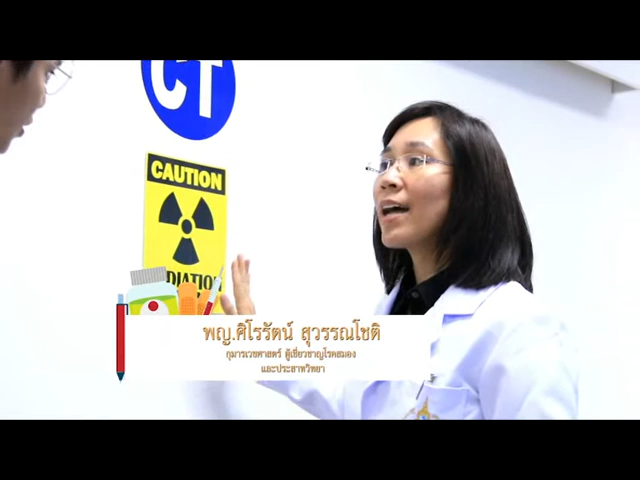 CT
CAUTION
RADIATION
พญ.ศิโรรัตน์ สุวรรณโชติ
กุมารเวชศาสตร์ ผู้เชี่ยวชาญโรคสมอง
และประสาทวิทยา